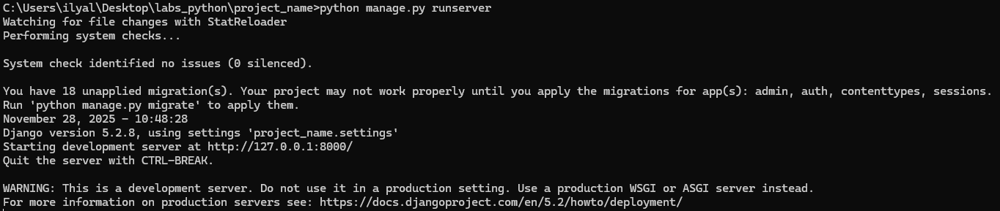 C:\Users\ilyal\Desktop\labs_python\project_name>python manage.py runserver
Watching for file changes with StatReloader
Performing system checks...
System check identified no issues (0 silenced).
You have 18 unapplied migration(s). Your project may not work properly until you apply the migrations for app(s): admin, auth, contenttypes, sessions.
Run 'python manage.py migrate' to apply them.
November 28, 2025 - 10:48:28
Django version 5.2.8, using settings 'project_name.settings'
Starting development server at http://127.0.0.1:8000/
Quit the server with CTRL-BREAK.
WARNING: This is a development server. Do not use it in a production setting. Use a production WSGI or ASGI server instead.
For more information on production servers see: https://docs.djangoproject.com/en/5.2/howto/deployment/